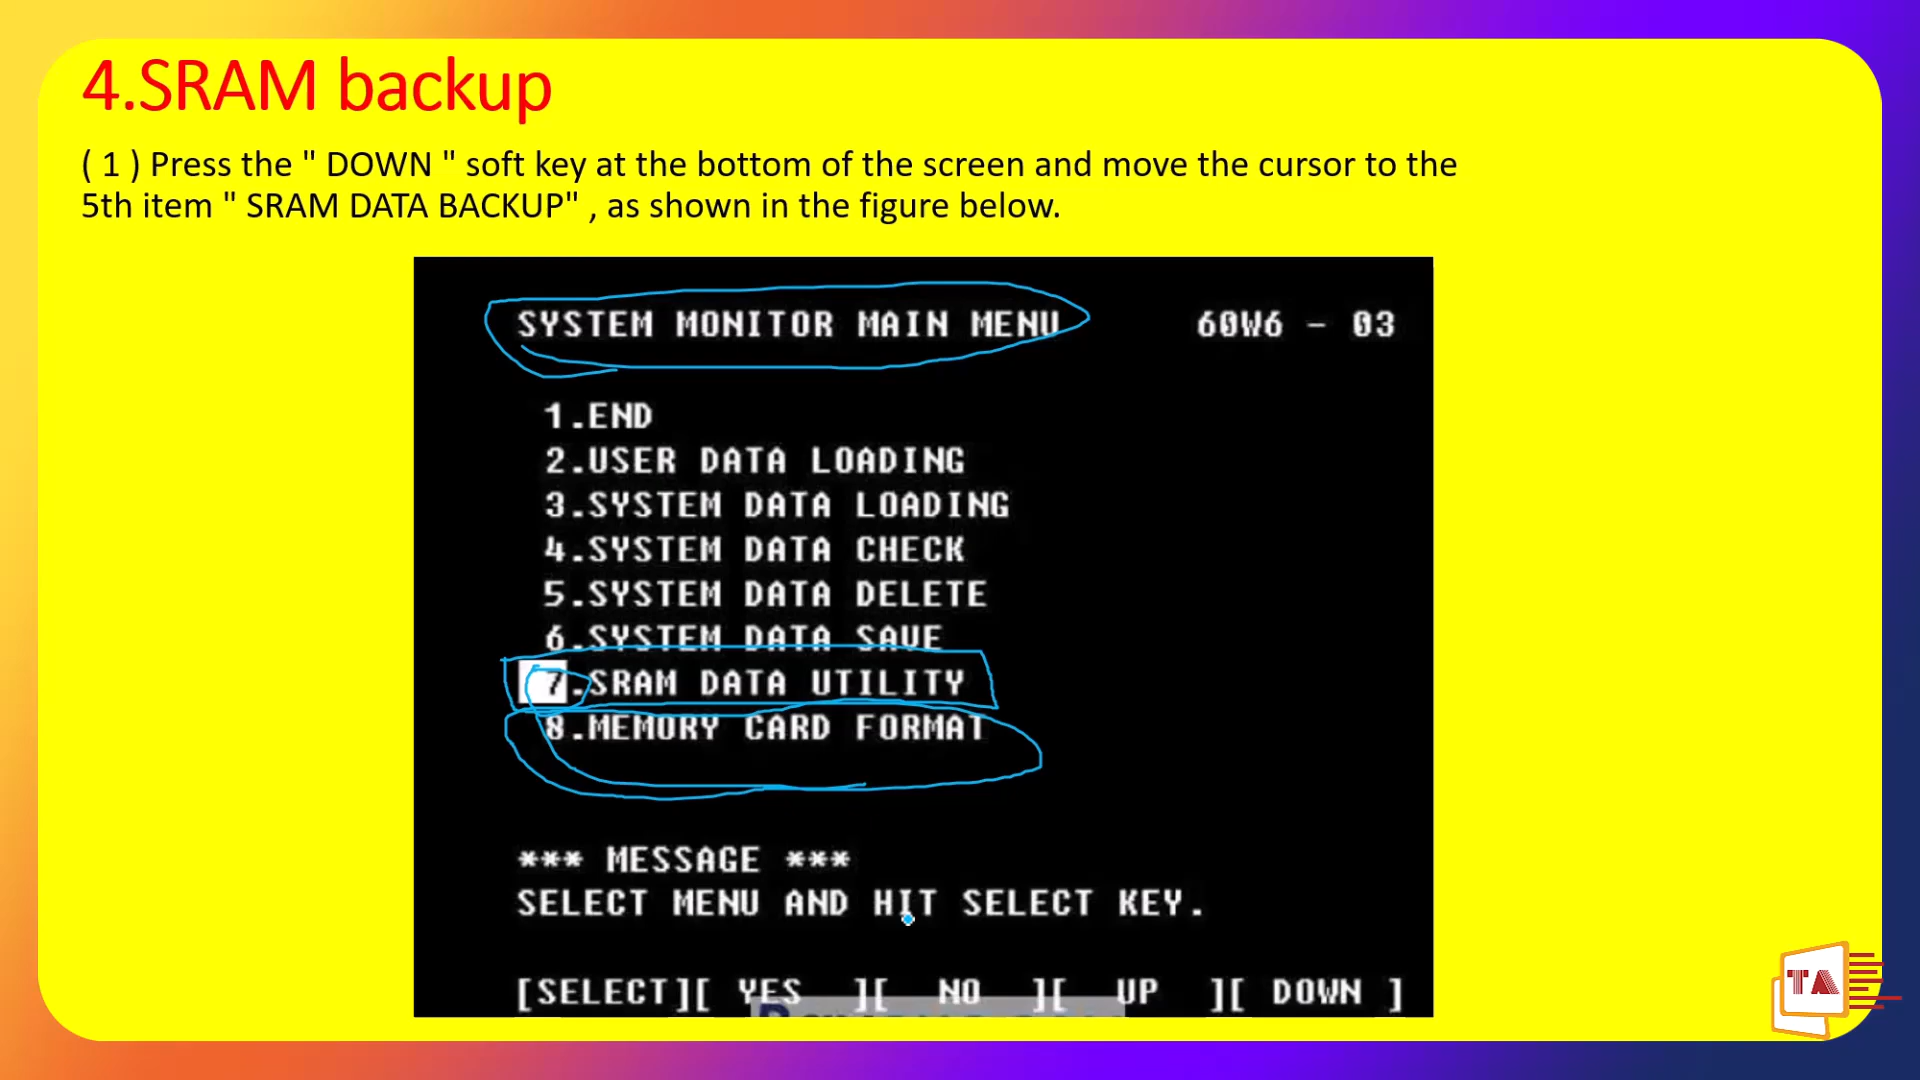 4.SRAM backup
( 1 ) Press the " DOWN " soft key at the bottom of the screen and move the cursor to the
5th item " SRAM DATA BACKUP" , as shown in the figure below.
SYSTEM MONITOR MAIN MENU 60W6 - 03
1.END
2.USER DATA LOADING
3.SYSTEM DATA LOADING
4.SYSTEM DATA CHECK
5.SYSTEM DATA DELETE
6.SYSTEM DATA SAVE
7.SRAM DATA UTILITY
8.MEMORY CARD FORMAT
*** MESSAGE ***
SELECT MENU AND HIT SELECT KEY.
[SELECT][ YES ][ NO ][ UP ][ DOWN ]
TA